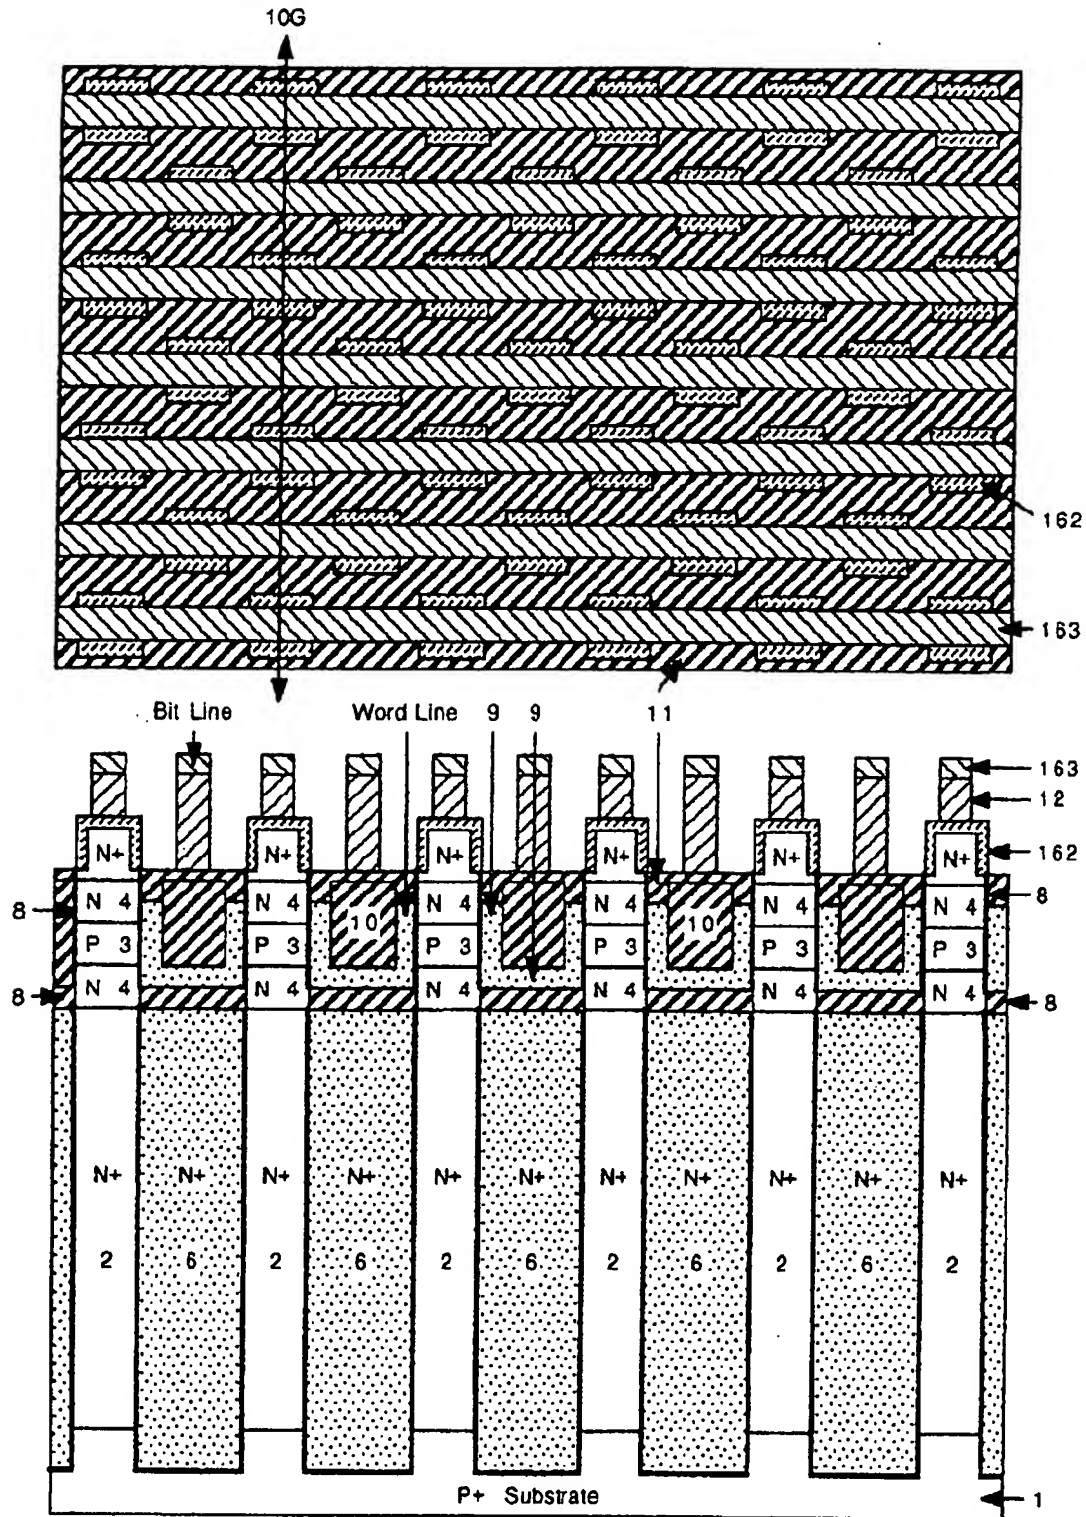 10G
162
163
Bit Line Word Line 9 9 11
163
12
N+ N+ N+ N+ N+ N+ 162
8 N 4 N 4 N 4 N 4 N 4 N 4 8
P 3 P 3 10 P 3 P 3 10 P 3 P 3
8 N 4 N 4 N 4 N 4 N 4 N 4 8
N+ N+ N+ N+ N+ N+ N+ N+ N+ N+ N+
2 6 2 6 2 6 2 6 2 6 2
P+ Substrate 1